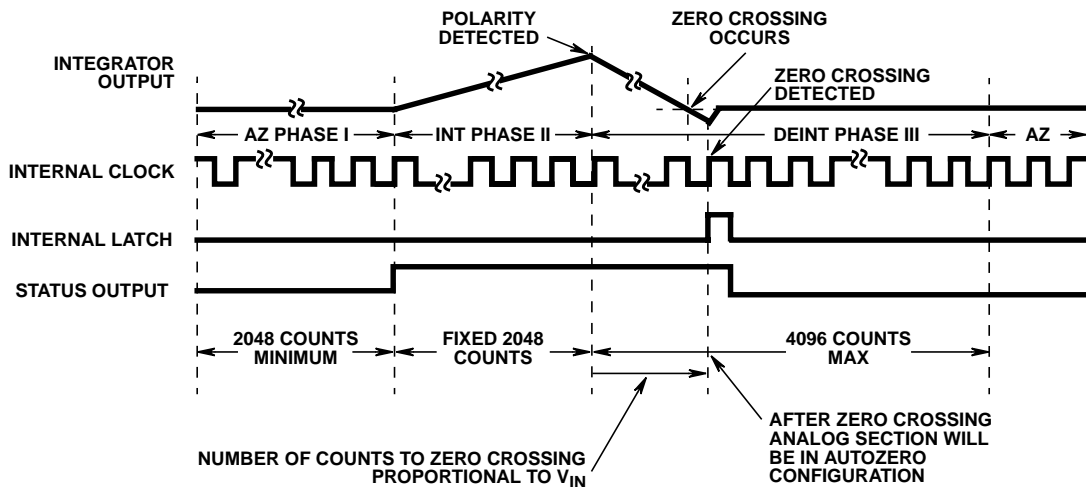 POLARITY
DETECTED
ZERO CROSSING
OCCURS
INTEGRATOR
OUTPUT
ZERO CROSSING
DETECTED
AZ PHASE I
INT PHASE II
DEINT PHASE III
AZ
INTERNAL CLOCK
INTERNAL LATCH
STATUS OUTPUT
2048 COUNTS
MINIMUM
FIXED 2048
COUNTS
4096 COUNTS
MAX
NUMBER OF COUNTS TO ZERO CROSSING
PROPORTIONAL TO VIN
AFTER ZERO CROSSING
ANALOG SECTION WILL
BE IN AUTOZERO
CONFIGURATION